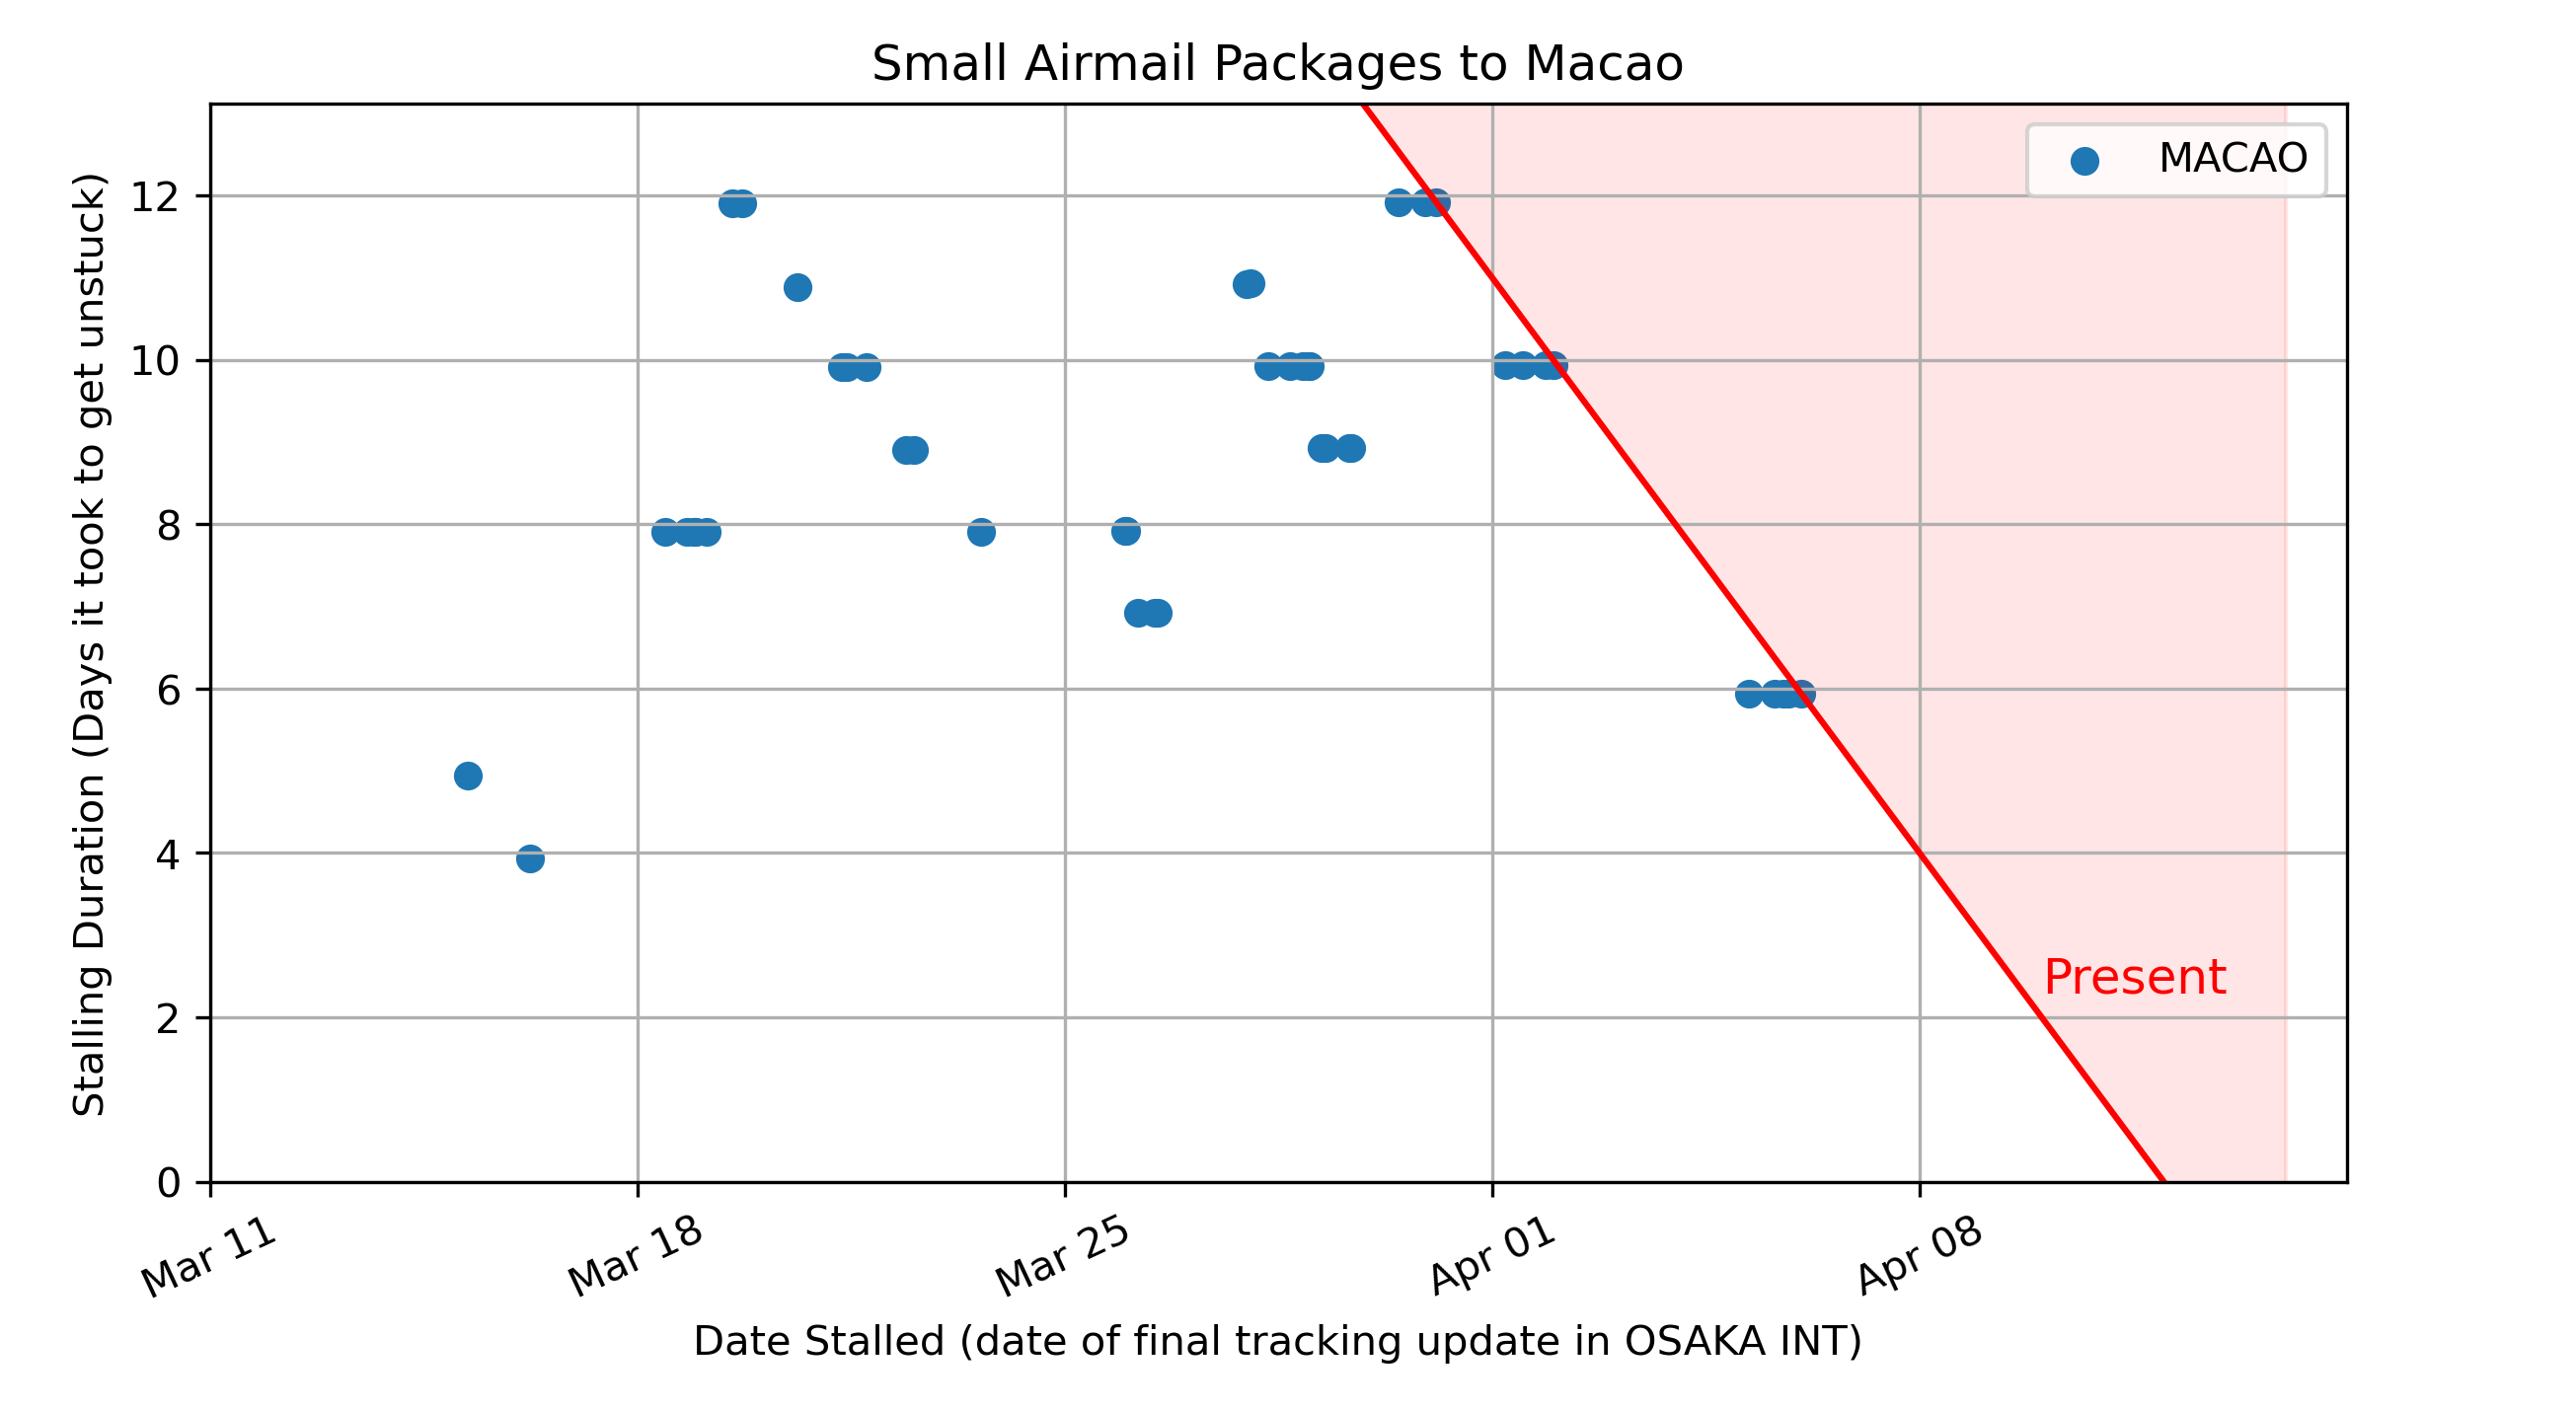 Small Airmail Packages to Macao
MACAO
Stalling Duration (Days it took to get unstuck)
12
10
8
6
4
2
0
Present
Mar 11
Mar 18
Mar 25
Apr 01
Apr 08
Date Stalled (date of final tracking update in OSAKA INT)